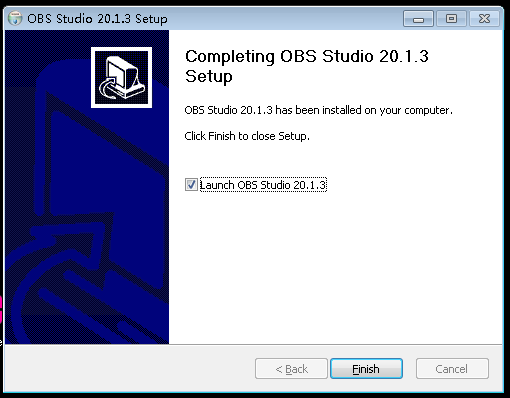 OBS Studio 20.1.3 Setup
Completing OBS Studio 20.1.3
Setup
OBS Studio 20.1.3 has been installed on your computer.
Click Finish to close Setup.
Launch OBS Studio 20.1.3
< Back
Finish
Cancel